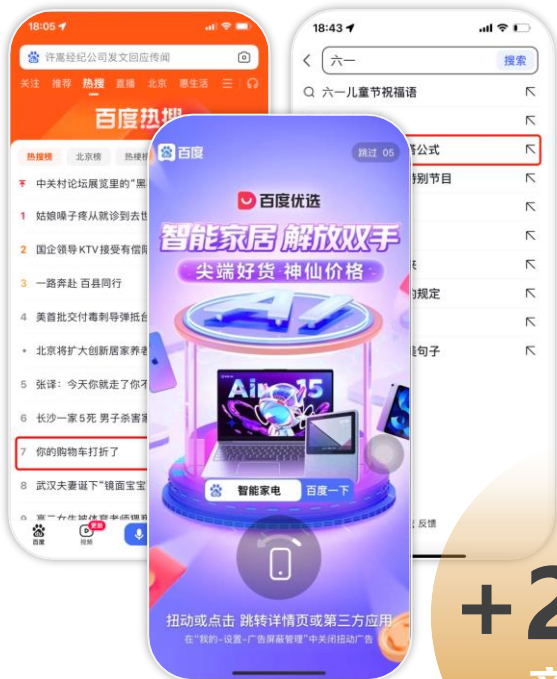 18:05
许嵩经纪公司发文回应传闻
关注 推荐 热搜 直播 北京 惠生活
百度热搜
热搜榜 北京榜 热梗榜
中关村论坛展览里的“黑
1 姑娘嗓子疼从就诊到去世
2 国企领导KTV接受有偿陪
3 一路奔赴 百县同行
4 美首批交付毒刺导弹抵台
北京将扩大创新居家养老
5 张译：今天你就走了你不
6 长沙一家5死 男子杀害家
7 你的购物车打折了
8 武汉夫妻诞下“镜面宝宝
9
百度 视频
更新
百度
跳过 05
百度优选
智能家居 解放双手
尖端好货 神仙价格
AI
Air 15
智能家电 百度一下
扭动或点击 跳转详情页或第三方应用
在“我的-设置-广告屏蔽管理”中关闭扭动广告
18:43
六一
搜索
六一儿童节祝福语
公式
特别节目
的规定
句子
反馈
+2